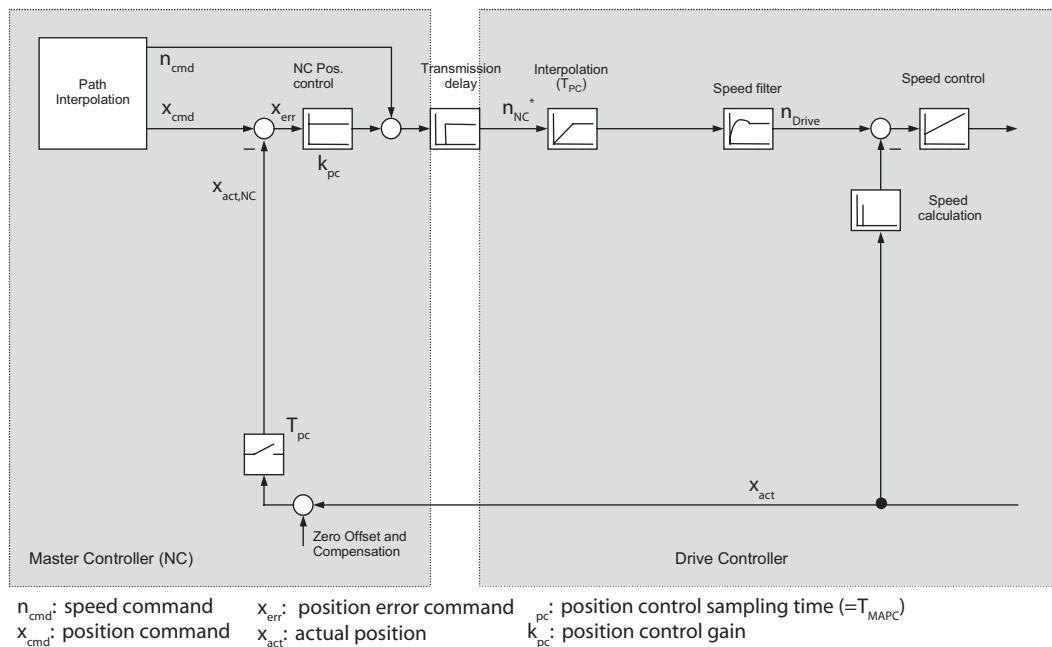 n_cmd
NC Pos.
control
Transmission
delay
Interpolation
(T_PC)
Speed filter
Speed control
Path
Interpolation
x_cmd
x_err
k_pc
n_NC*
n_Drive
x_act,NC
Speed
calculation
T_pc
x_act
Zero Offset and
Compensation
Master Controller (NC)
Drive Controller
n_cmd: speed command
x_err: position error command
pc: position control sampling time (=T_MAPC)
x_cmd: position command
x_act: actual position
k_pc: position control gain